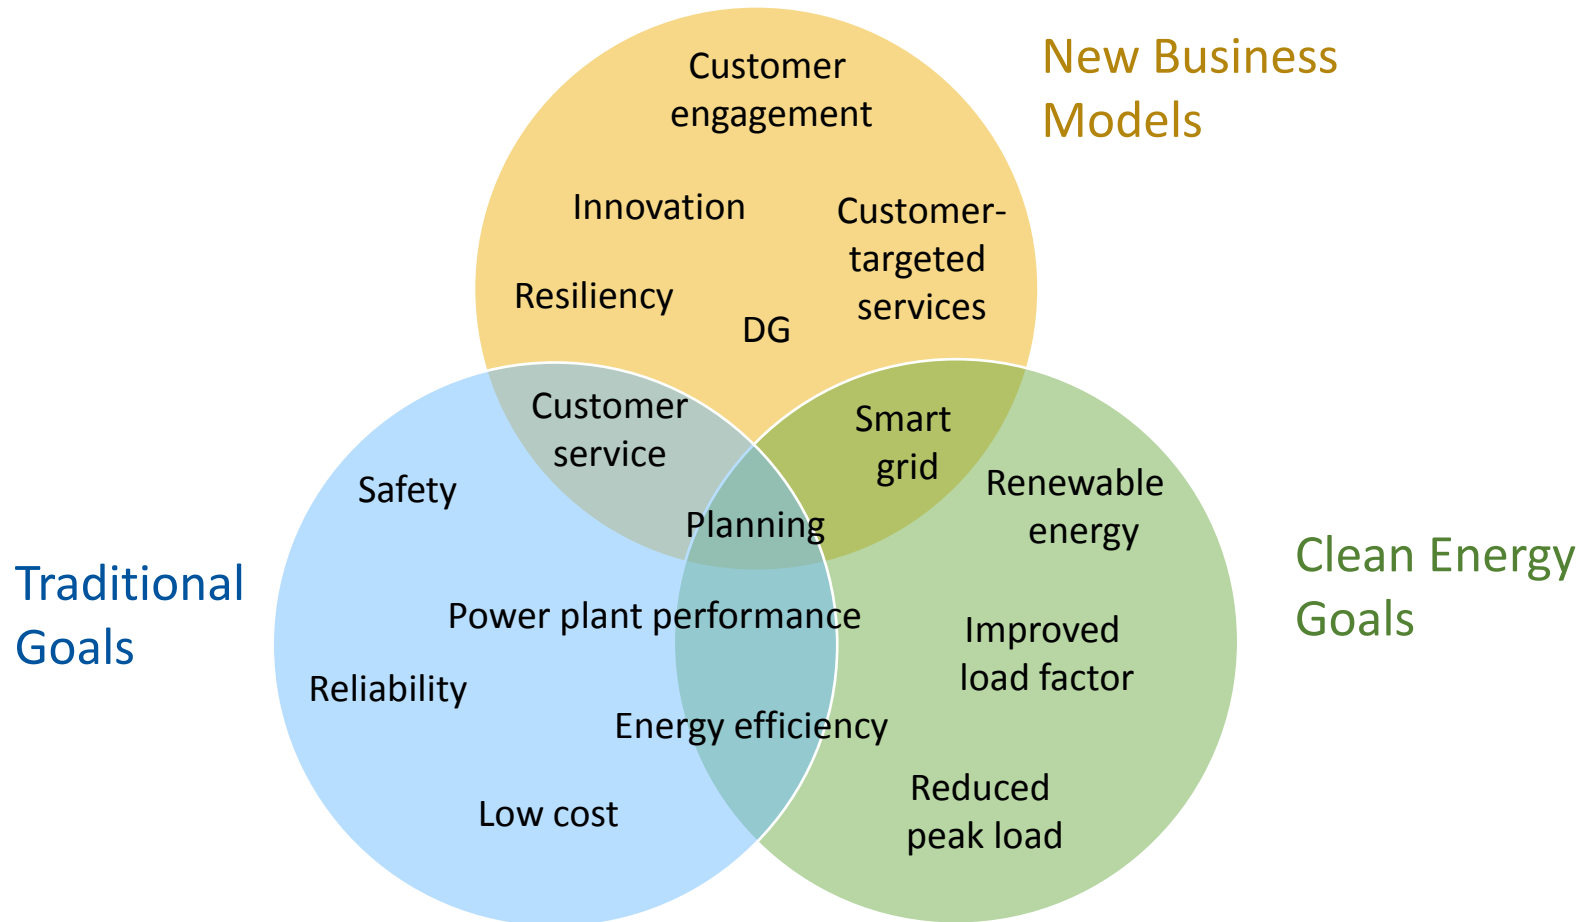 New Business
Models
Customer
engagement
Innovation
Customer-
targeted
services
Resiliency
DG
Customer
service
Smart
grid
Safety
Renewable
energy
Planning
Traditional
Goals
Clean Energy
Goals
Power plant performance
Improved
load factor
Reliability
Energy efficiency
Low cost
Reduced
peak load